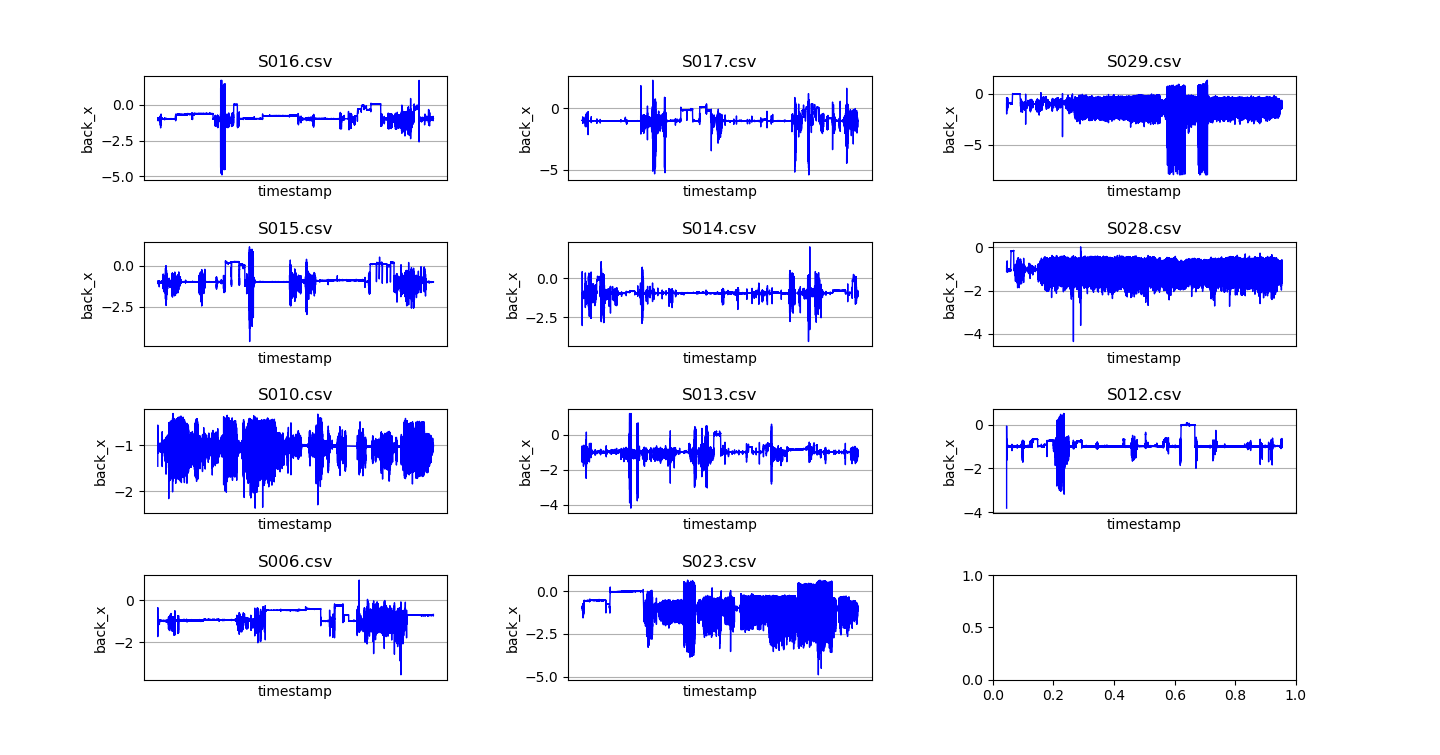 S016.csv
S017.csv
S029.csv
back_x
0.0
−2.5
−5.0
timestamp
back_x
0
−5
timestamp
back_x
0
−5
timestamp
S015.csv
S014.csv
S028.csv
back_x
0.0
−2.5
timestamp
back_x
0.0
−2.5
timestamp
back_x
0
−2
−4
timestamp
S010.csv
S013.csv
S012.csv
back_x
−1
−2
timestamp
back_x
0
−2
−4
timestamp
back_x
0
−2
−4
timestamp
S006.csv
S023.csv
back_x
0
−2
timestamp
back_x
0.0
−2.5
−5.0
timestamp
1.0
0.5
0.0
0.0 0.2 0.4 0.6 0.8 1.0